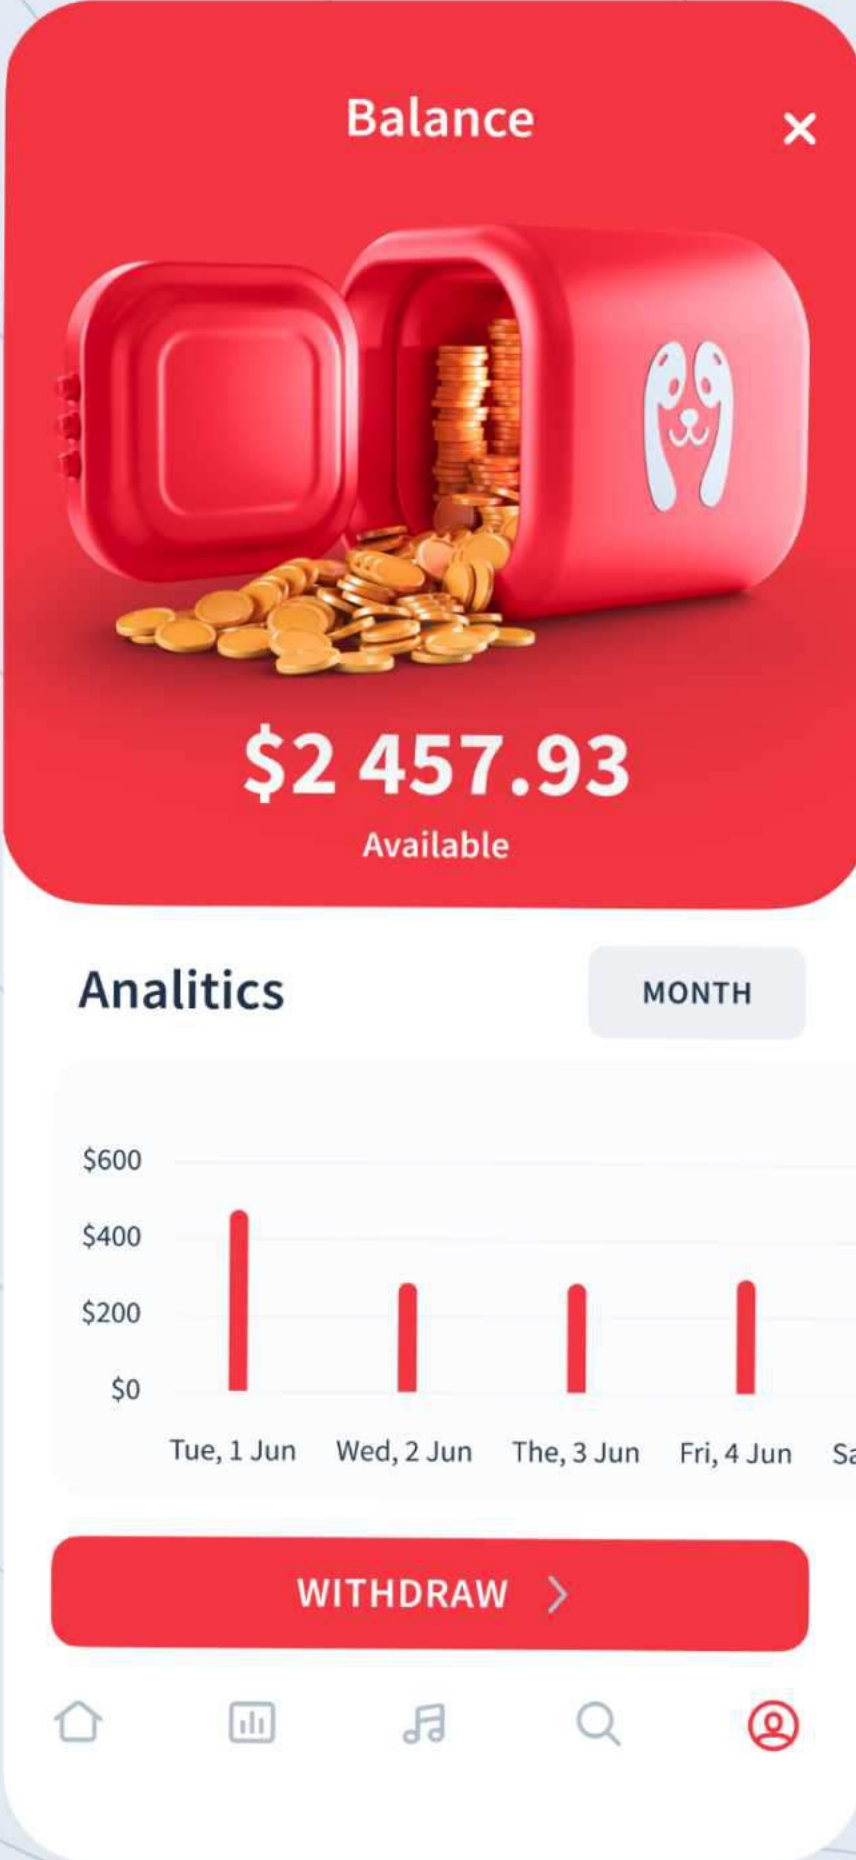 Balance
$2 457.93
Available
Analitics
MONTH
$600
$400
$200
$0
Tue, 1 Jun
Wed, 2 Jun
The, 3 Jun
Fri, 4 Jun
Sa
WITHDRAW